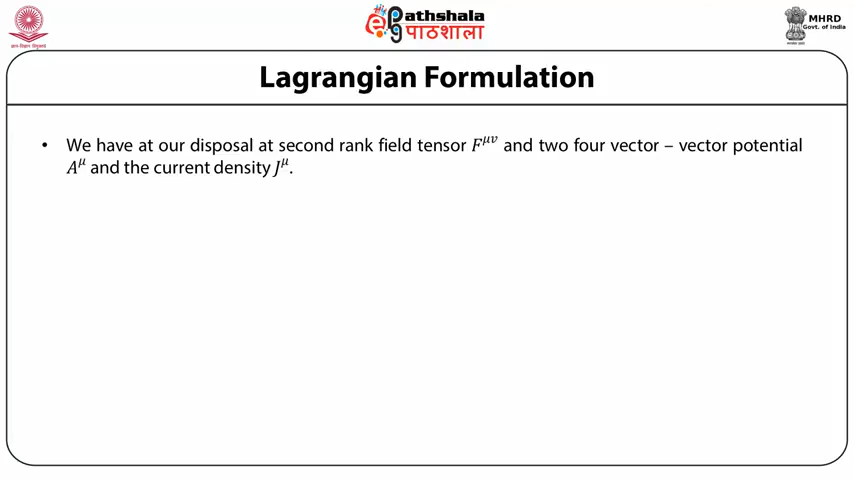 ePGpathshala
पाठशाला
MHRD
Govt. of India
Lagrangian Formulation
• We have at our disposal at second rank field tensor F^{μν} and two four vector – vector potential
A^μ and the current density J^μ.